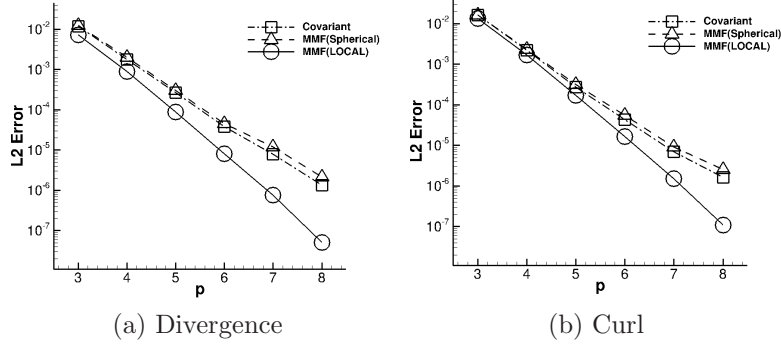 Covariant
MMF(Spherical)
MMF(LOCAL)
L2 Error
10^-2
10^-3
10^-4
10^-5
10^-6
10^-7
3 4 5 6 7 8
p
(a) Divergence
Covariant
MMF(Spherical)
MMF(LOCAL)
L2 Error
10^-2
10^-3
10^-4
10^-5
10^-6
10^-7
3 4 5 6 7 8
p
(b) Curl